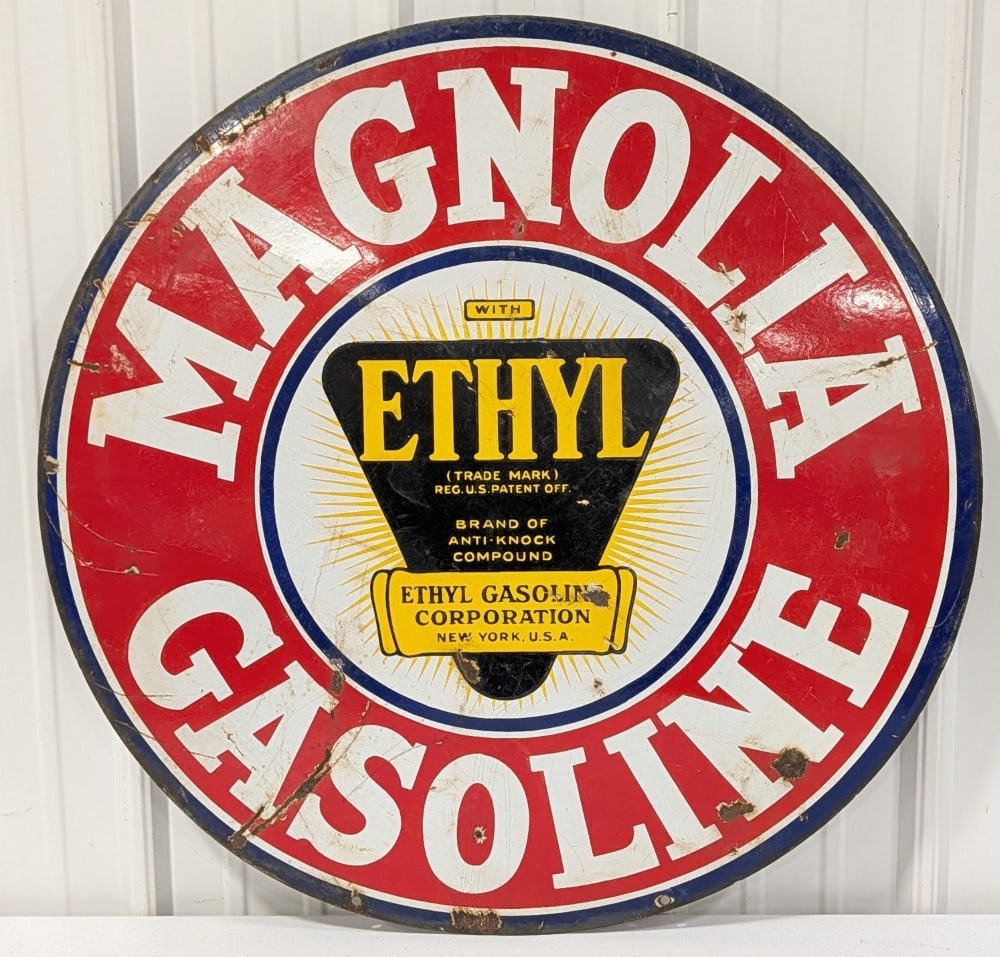 MAGNOLIA
WITH
ETHYL
(TRADE MARK)
REG. U.S. PATENT OFF.
BRAND OF
ANTI-KNOCK
COMPOUND
ETHYL GASOLINE
CORPORATION
NEW YORK, U.S.A.
GASOLINE